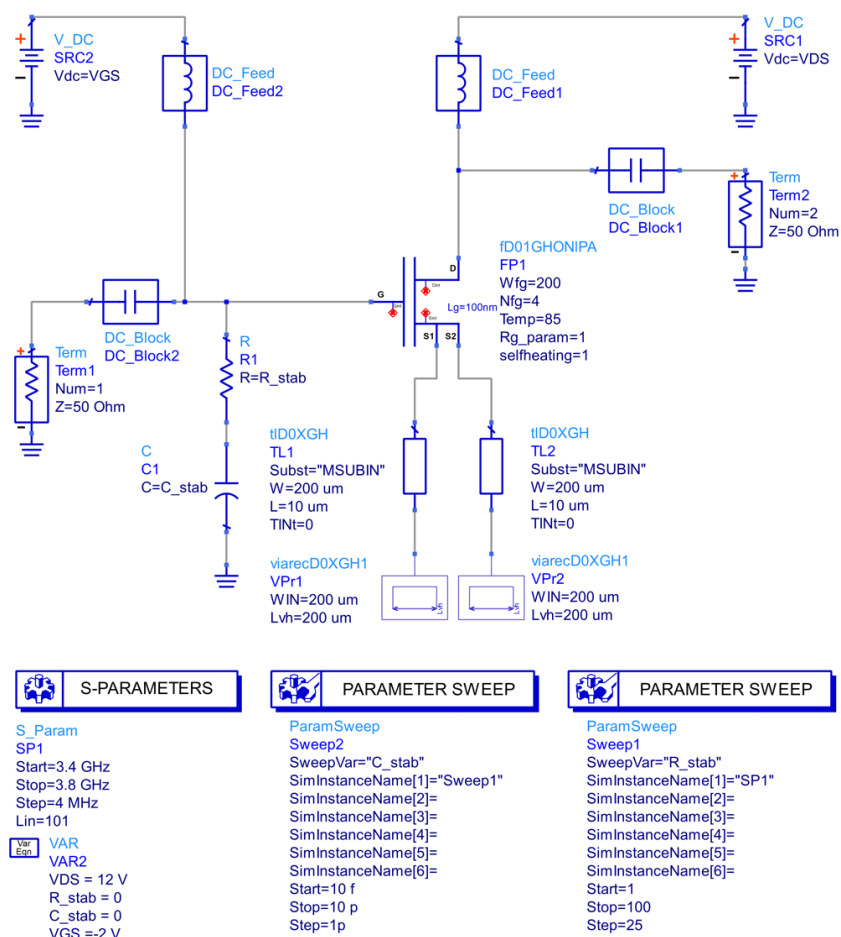 V_DC
SRC2
Vdc=VGS
DC_Feed
DC_Feed2
DC_Feed
DC_Feed1
V_DC
SRC1
Vdc=VDS
DC_Block
DC_Block1
Term
Term2
Num=2
Z=50 Ohm
fD01GHONIPA
FP1
Wfg=200
Nfg=4
Temp=85
Rg_param=1
selfheating=1
D
G
Lg=100nm
S1
S2
DC_Block
DC_Block2
Term
Term1
Num=1
Z=50 Ohm
R
R1
R=R_stab
C
C1
C=C_stab
tlD0XGH
TL1
Subst="MSUBIN"
W=200 um
L=10 um
TINt=0
tlD0XGH
TL2
Subst="MSUBIN"
W=200 um
L=10 um
TINt=0
viarecD0XGH1
VPr1
WIN=200 um
Lvh=200 um
Lvh
Lvh
viarecD0XGH1
VPr2
WIN=200 um
Lvh=200 um
S-PARAMETERS
S_Param
SP1
Start=3.4 GHz
Stop=3.8 GHz
Step=4 MHz
Lin=101
Var
Eqn
VAR
VAR2
VDS = 12 V
R_stab = 0
C_stab = 0
VGS =-2 V
PARAMETER SWEEP
ParamSweep
Sweep2
SweepVar="C_stab"
SimInstanceName[1]="Sweep1"
SimInstanceName[2]=
SimInstanceName[3]=
SimInstanceName[4]=
SimInstanceName[5]=
SimInstanceName[6]=
Start=10 f
Stop=10 p
Step=1p
PARAMETER SWEEP
ParamSweep
Sweep1
SweepVar="R_stab"
SimInstanceName[1]="SP1"
SimInstanceName[2]=
SimInstanceName[3]=
SimInstanceName[4]=
SimInstanceName[5]=
SimInstanceName[6]=
Start=1
Stop=100
Step=25